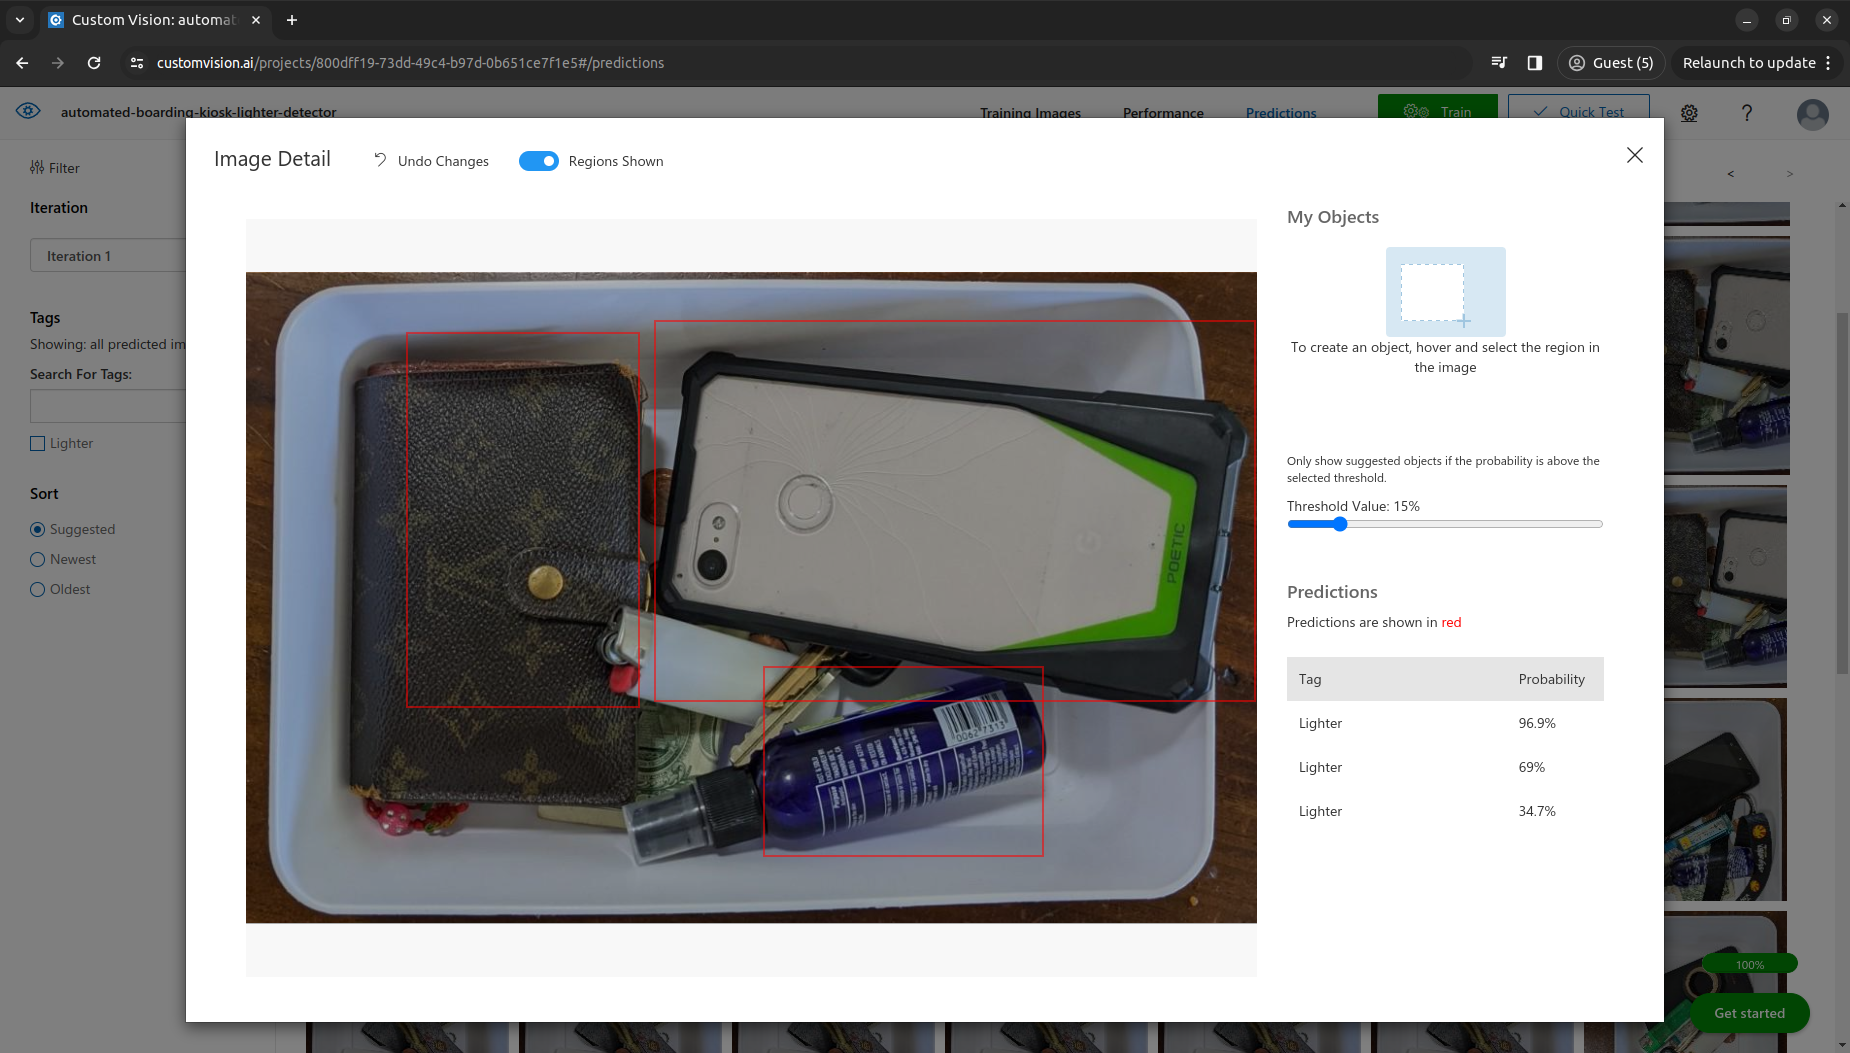 Custom Vision: automat
customvision.ai/projects/800dff19-73dd-49c4-b97d-0b651ce7f1e5#/predictions
Guest (5)
Relaunch to update
automated-boarding-kiosk-lighter-detector
Training Images
Performance
Predictions
Train
Quick Test
Filter
Iteration
Iteration 1
Tags
Showing: all predicted im
Search For Tags:
Lighter
Sort
Suggested
Newest
Oldest
Image Detail
Undo Changes
Regions Shown
POETIC
00627313
My Objects
To create an object, hover and select the region in
the image
Only show suggested objects if the probability is above the
selected threshold.
Threshold Value: 15%
Predictions
Predictions are shown in red
Tag Probability
Lighter 96.9%
Lighter 69%
Lighter 34.7%
100%
Get started